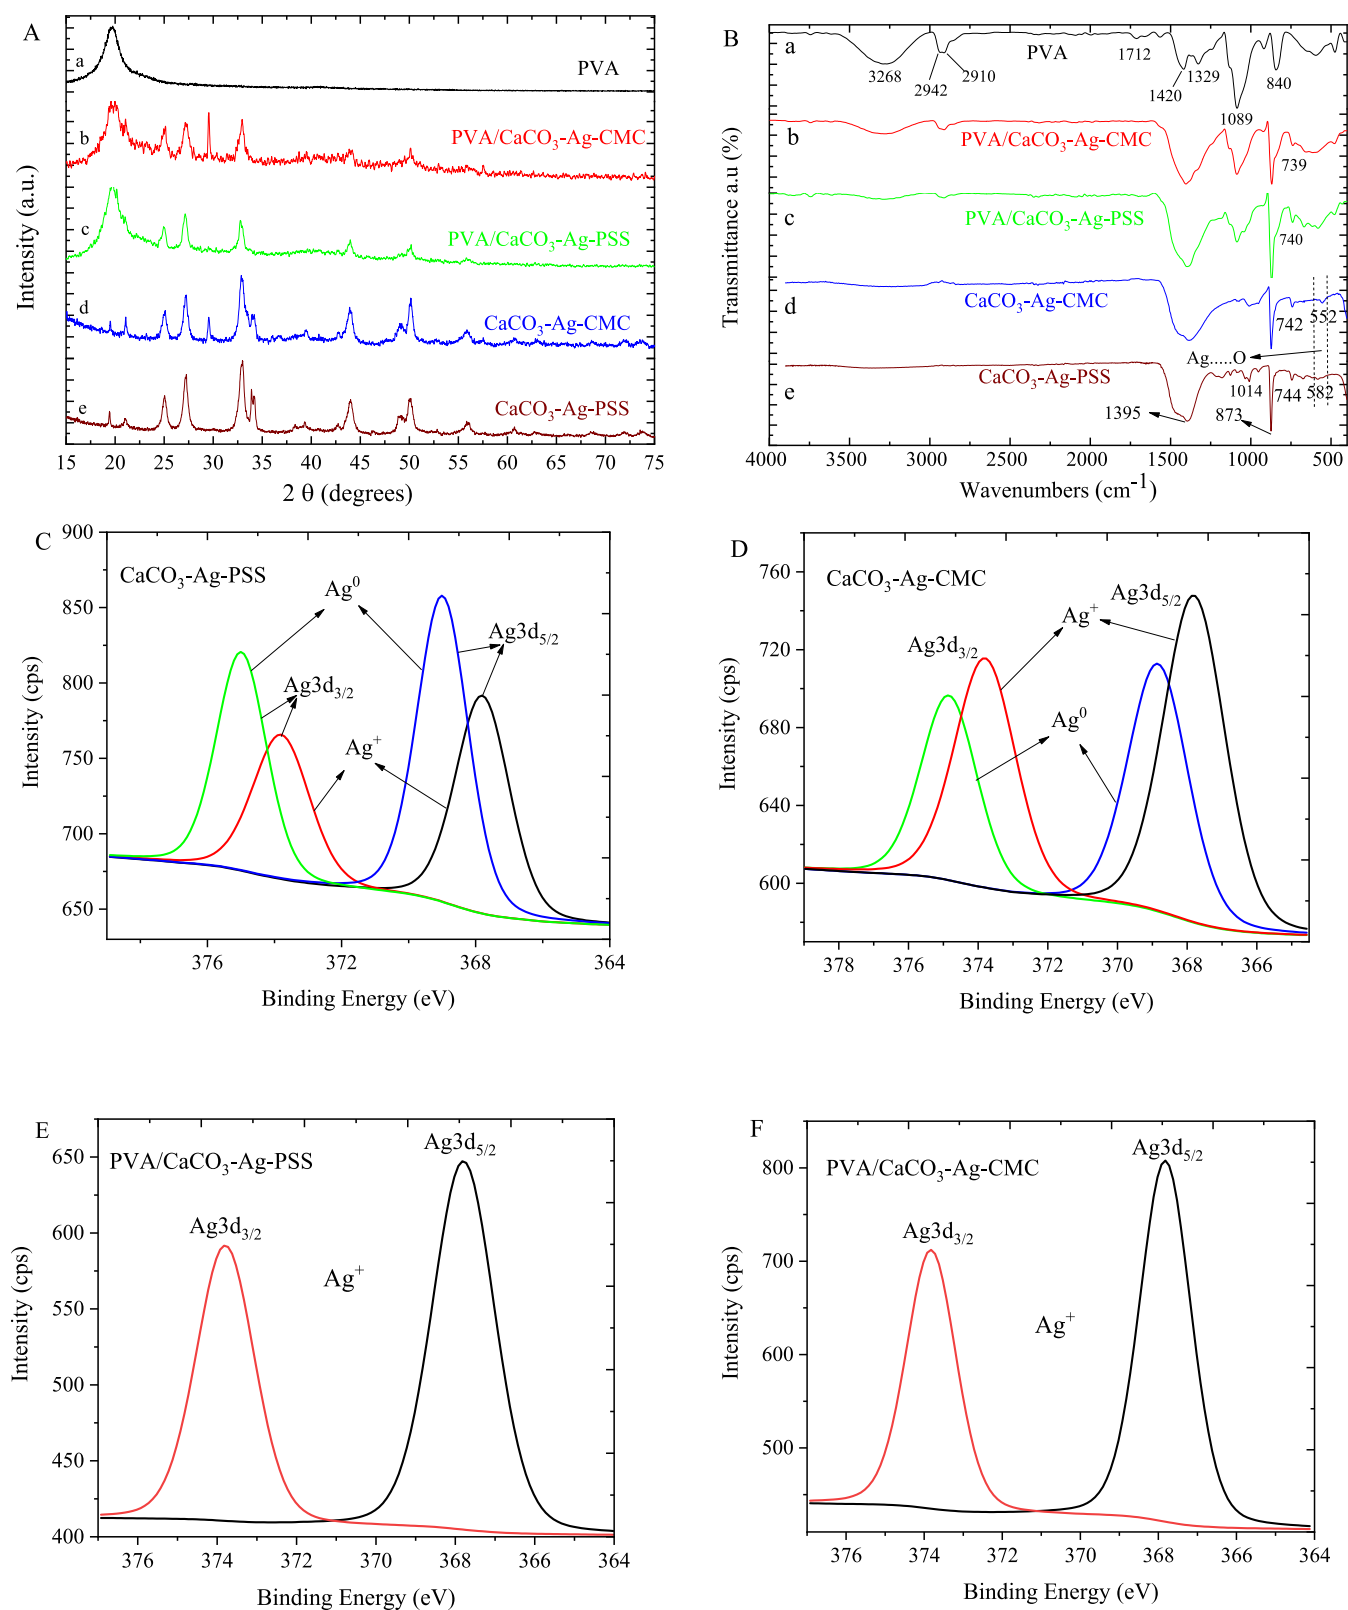 A
a
PVA
b
PVA/CaCO₃-Ag-CMC
c
PVA/CaCO₃-Ag-PSS
d
CaCO₃-Ag-CMC
e
CaCO₃-Ag-PSS
Intensity (a.u.)
15 20 25 30 35 40 45 50 55 60 65 70 75
2 θ (degrees)
B
a
PVA
3268
2942
2910
1712
1420
1329
1089
840
b
PVA/CaCO₃-Ag-CMC
739
c
PVA/CaCO₃-Ag-PSS
740
d
CaCO₃-Ag-CMC
742
552
Ag.....O
e
CaCO₃-Ag-PSS
1395
1014
873
744
582
Transmittance a.u (%)
4000 3500 3000 2500 2000 1500 1000 500
Wavenumbers (cm⁻¹)
C
CaCO₃-Ag-PSS
Ag⁰
Ag3d₅/₂
Ag3d₃/₂
Ag⁺
900
850
800
750
700
650
Intensity (cps)
376 372 368 364
Binding Energy (eV)
D
CaCO₃-Ag-CMC
Ag3d₅/₂
Ag⁺
Ag3d₃/₂
Ag⁰
760
720
680
640
600
Intensity (cps)
378 376 374 372 370 368 366
Binding Energy (eV)
E
PVA/CaCO₃-Ag-PSS
Ag3d₅/₂
Ag3d₃/₂
Ag⁺
650
600
550
500
450
400
Intensity (cps)
376 374 372 370 368 366 364
Binding Energy (eV)
F
PVA/CaCO₃-Ag-CMC
Ag3d₅/₂
Ag3d₃/₂
Ag⁺
800
700
600
500
Intensity (cps)
376 374 372 370 368 366 364
Binding Energy (eV)